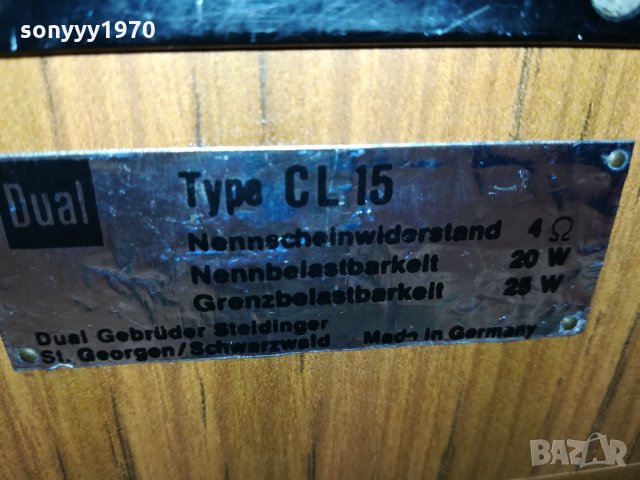 sonyyy1970
Dual
Type CL 15
Nennscheinwiderstand 4 Ω
Nennbelastbarkeit 20 W
Grenzbelastbarkeit 25 W
Dual Gebrüder Steidinger
St. Georgen/Schwarzwald Made in Germany
BAZAR